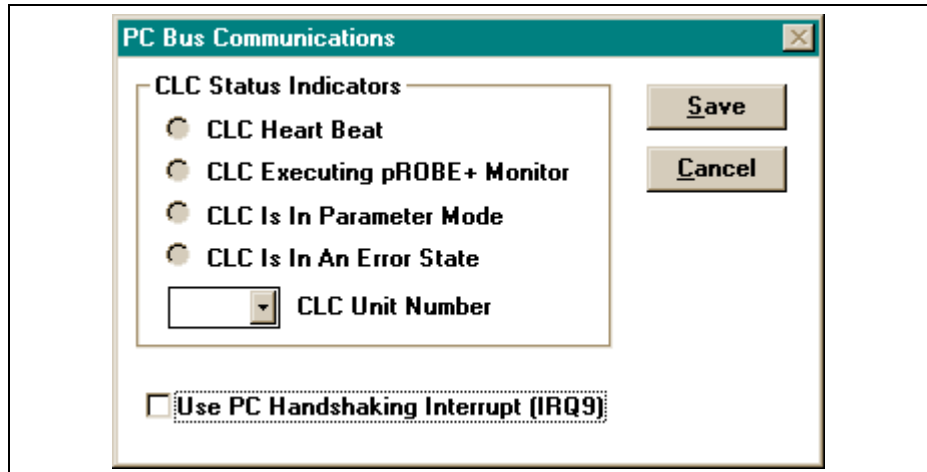 PC Bus Communications
CLC Status Indicators
Save
CLC Heart Beat
Cancel
CLC Executing pROBE+ Monitor
CLC Is In Parameter Mode
CLC Is In An Error State
CLC Unit Number
Use PC Handshaking Interrupt (IRQ9)